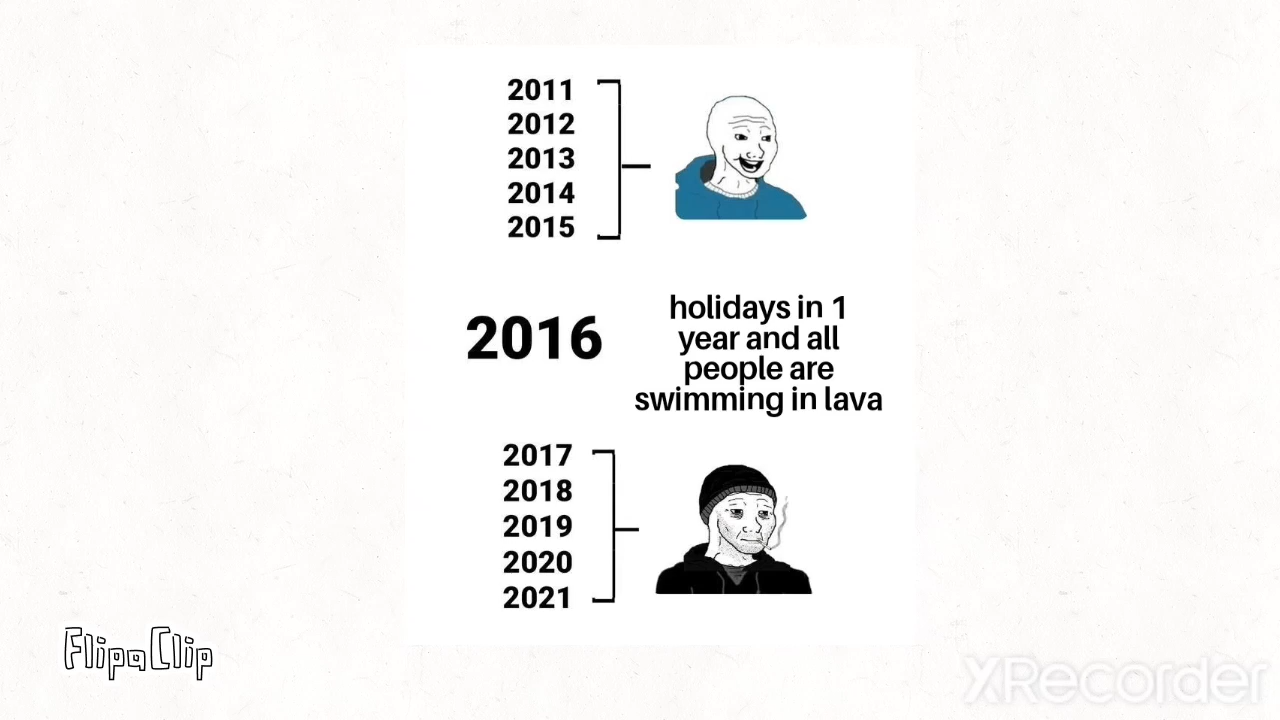 2011
2012
2013
2014
2015
2016
holidays in 1
year and all
people are
swimming in lava
2017
2018
2019
2020
2021
FlipaClip
XRecorder